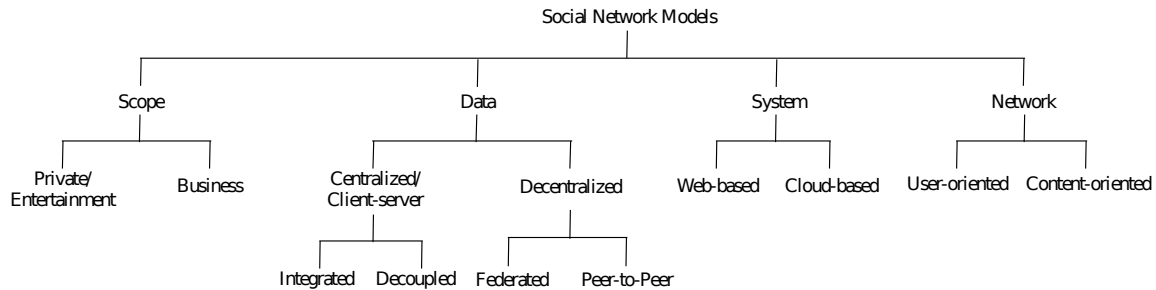 Social Network Models
Scope
Data
System
Network
Private/
Entertainment
Business
Centralized/
Client-server
Decentralized
Web-based
Cloud-based
User-oriented
Content-oriented
Integrated
Decoupled
Federated
Peer-to-Peer